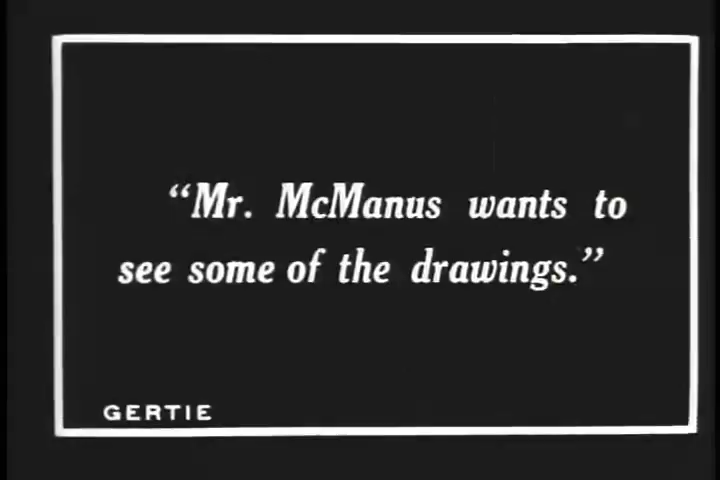 “Mr. McManus wants to
see some of the drawings.”
GERTIE